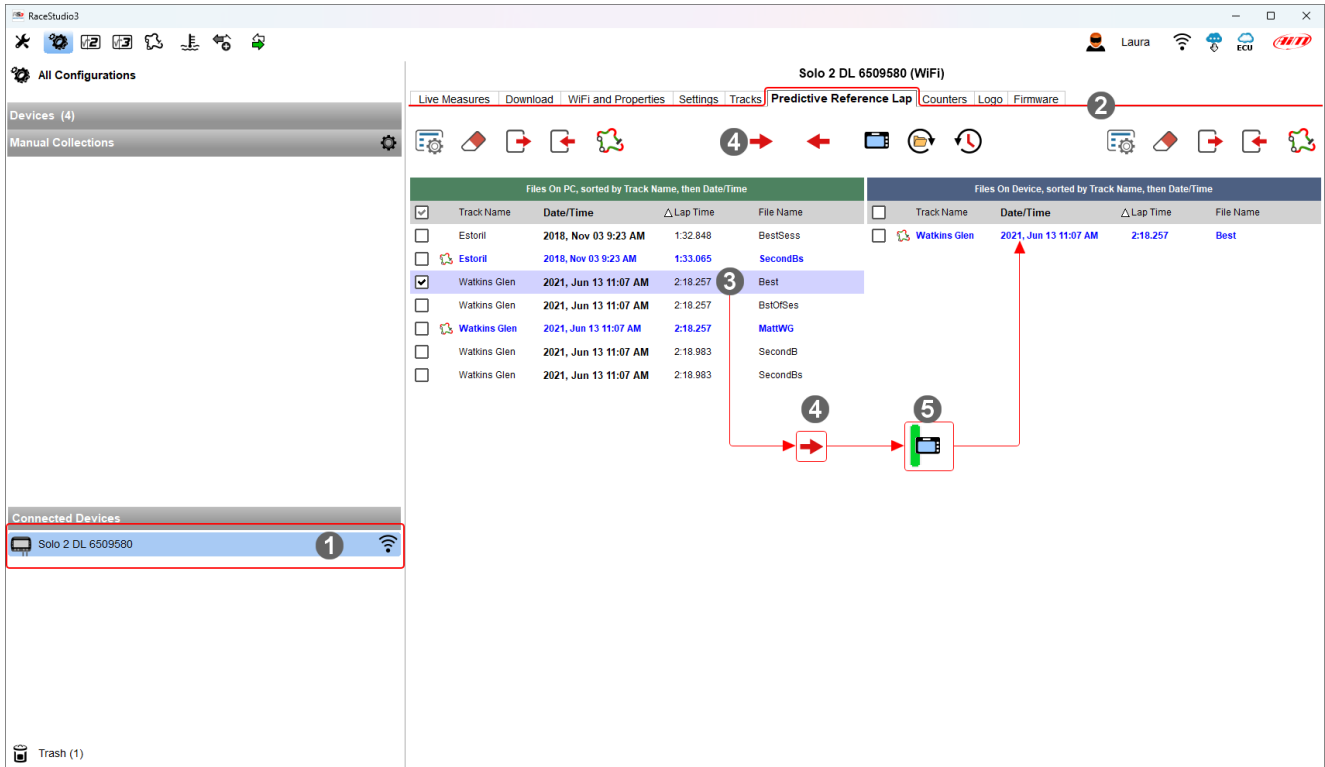 RaceStudio3
Laura
ECU
AiM
All Configurations
Solo 2 DL 6509580 (WiFi)
Live Measures Download WiFi and Properties Settings Tracks Predictive Reference Lap Counters Logo Firmware
2
Devices (4)
Manual Collections
4
Files On PC, sorted by Track Name, then Date/Time
Files On Device, sorted by Track Name, then Date/Time
Track Name Date/Time △ Lap Time File Name
Track Name Date/Time △ Lap Time File Name
Estoril 2018, Nov 03 9:23 AM 1:32.848 BestSess
Watkins Glen 2021, Jun 13 11:07 AM 2:18.257 Best
Estoril 2018, Nov 03 9:23 AM 1:33.065 SecondBs
Watkins Glen 2021, Jun 13 11:07 AM 2:18.257 3 Best
Watkins Glen 2021, Jun 13 11:07 AM 2:18.257 BstOfSes
Watkins Glen 2021, Jun 13 11:07 AM 2:18.257 MattWG
Watkins Glen 2021, Jun 13 11:07 AM 2:18.983 SecondB
Watkins Glen 2021, Jun 13 11:07 AM 2:18.983 SecondBs
4 5
Connected Devices
Solo 2 DL 6509580 1
Trash (1)